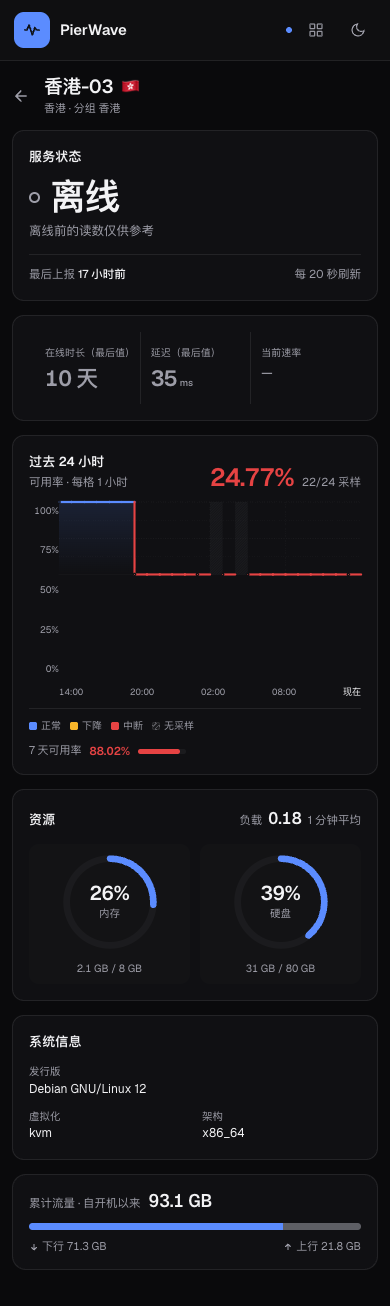 PierWave
香港-03 🇭🇰
香港 · 分组 香港
服务状态
离线
离线前的读数仅供参考
最后上报 17 小时前 每 20 秒刷新
在线时长（最后值） 延迟（最后值） 当前速率
10 天 35 ms —
过去 24 小时
可用率 · 每格 1 小时 24.77% 22/24 采样
100%
75%
50%
25%
0%
14:00 20:00 02:00 08:00 现在
正常 下降 中断 无采样
7 天可用率 88.02%
资源 负载 0.18 1 分钟平均
26% 39%
内存 硬盘
2.1 GB / 8 GB 31 GB / 80 GB
系统信息
发行版
Debian GNU/Linux 12
虚拟化 架构
kvm x86_64
累计流量 · 自开机以来 93.1 GB
↓ 下行 71.3 GB ↑ 上行 21.8 GB